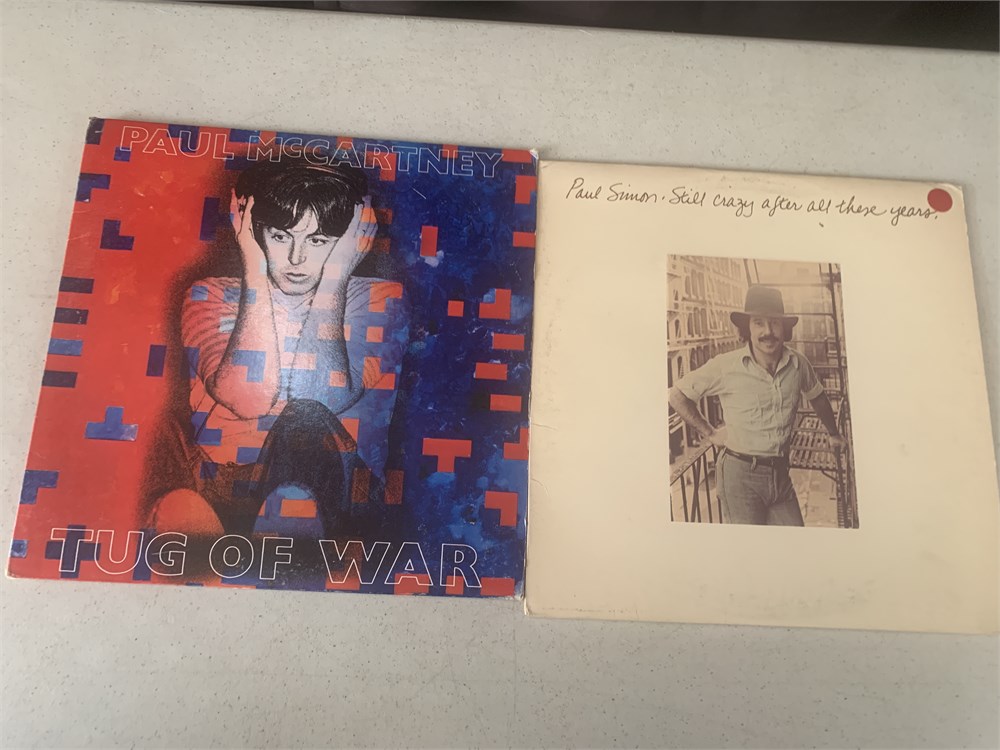 PAUL McCARTNEY
TUG OF WAR
Paul Simon. Still crazy after all these years.